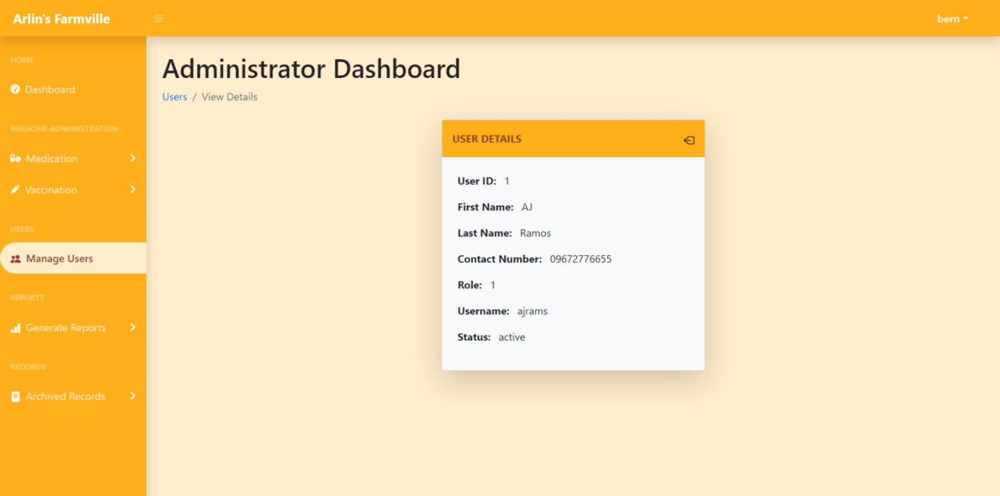 Arlin's Farmville
bern
HOME
Dashboard
MEDICINE ADMINISTRATION
Medication
Vaccination
USERS
Manage Users
REPORTS
Generate Reports
RECORDS
Archived Records
Administrator Dashboard
Users / View Details
USER DETAILS
User ID: 1
First Name: AJ
Last Name: Ramos
Contact Number: 09672776655
Role: 1
Username: ajrams
Status: active